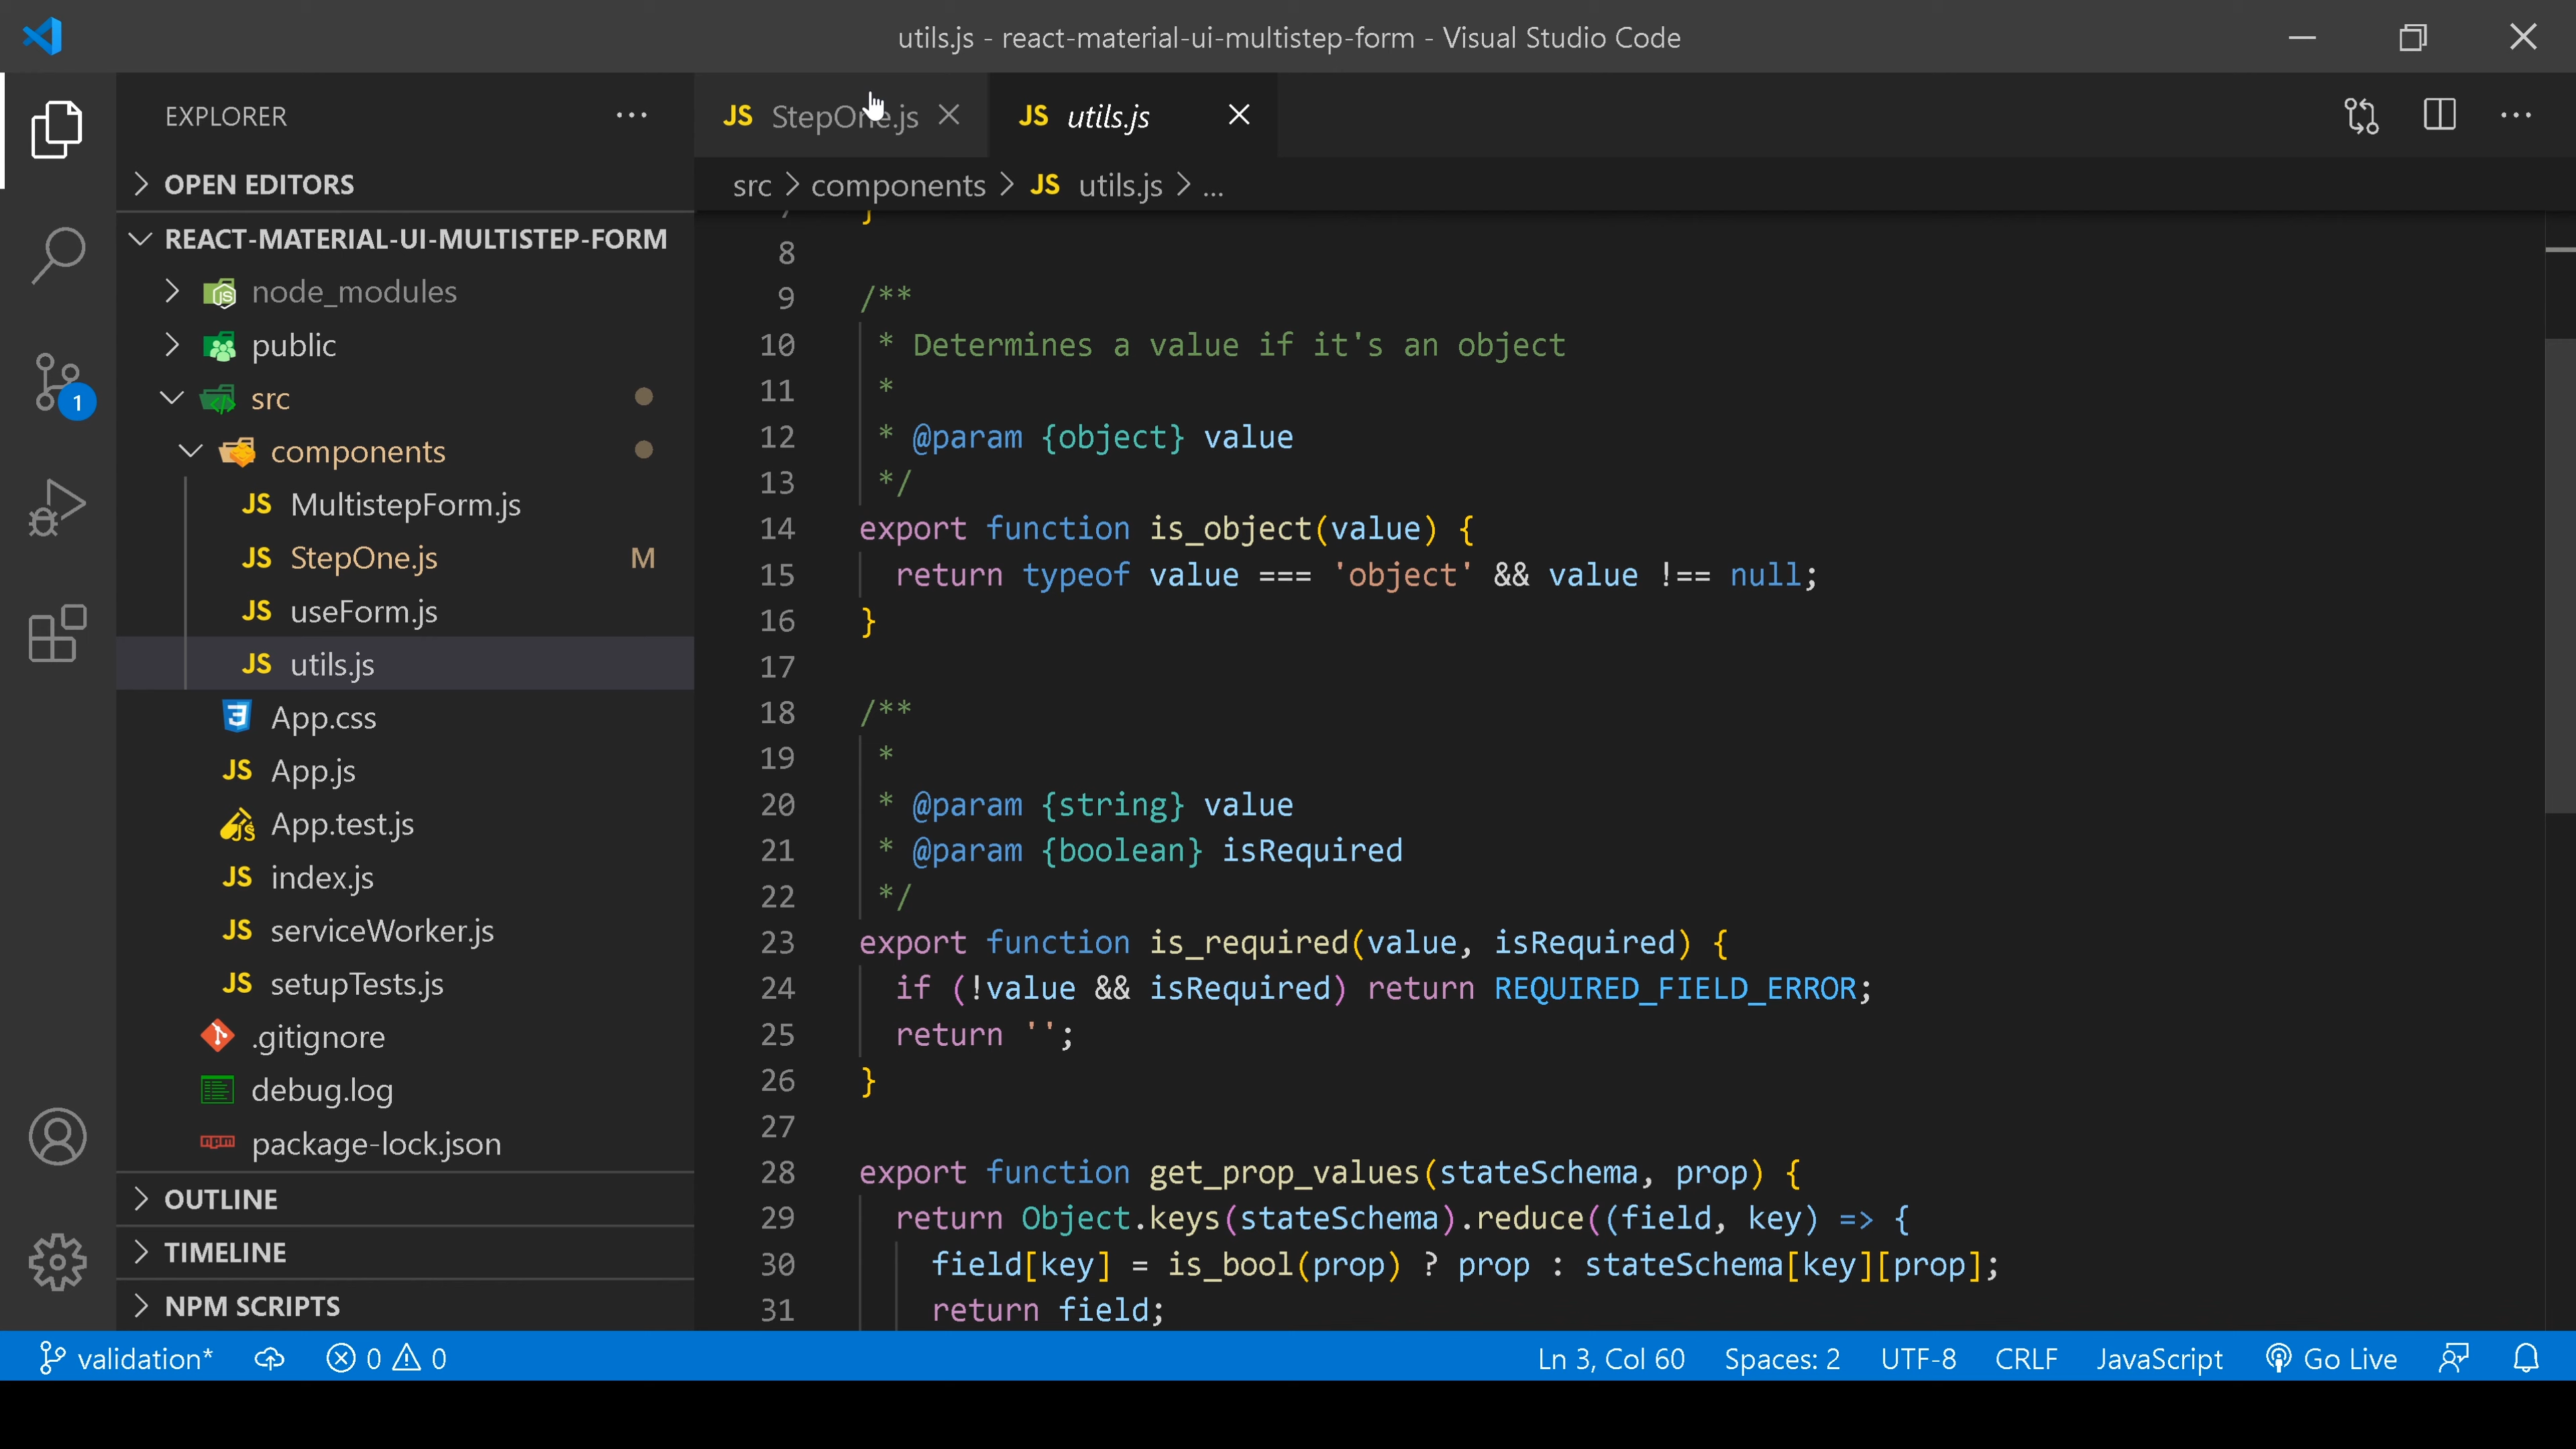 utils.js - react-material-ui-multistep-form - Visual Studio Code
EXPLORER
OPEN EDITORS
REACT-MATERIAL-UI-MULTISTEP-FORM
node_modules
public
src
components
JS MultistepForm.js
JS StepOne.js M
JS useForm.js
JS utils.js
App.css
JS App.js
App.test.js
JS index.js
JS serviceWorker.js
JS setupTests.js
.gitignore
debug.log
package-lock.json
OUTLINE
TIMELINE
NPM SCRIPTS
1
JS StepOne.js JS utils.js
src > components > JS utils.js > ...
7 }
8
9 /**
10 * Determines a value if it's an object
11 *
12 * @param {object} value
13 */
14 export function is_object(value) {
15 return typeof value === 'object' && value !== null;
16 }
17
18 /**
19 *
20 * @param {string} value
21 * @param {boolean} isRequired
22 */
23 export function is_required(value, isRequired) {
24 if (!value && isRequired) return REQUIRED_FIELD_ERROR;
25 return '';
26 }
27
28 export function get_prop_values(stateSchema, prop) {
29 return Object.keys(stateSchema).reduce((field, key) => {
30 field[key] = is_bool(prop) ? prop : stateSchema[key][prop];
31 return field;
validation* 0 0 Ln 3, Col 60 Spaces: 2 UTF-8 CRLF JavaScript Go Live